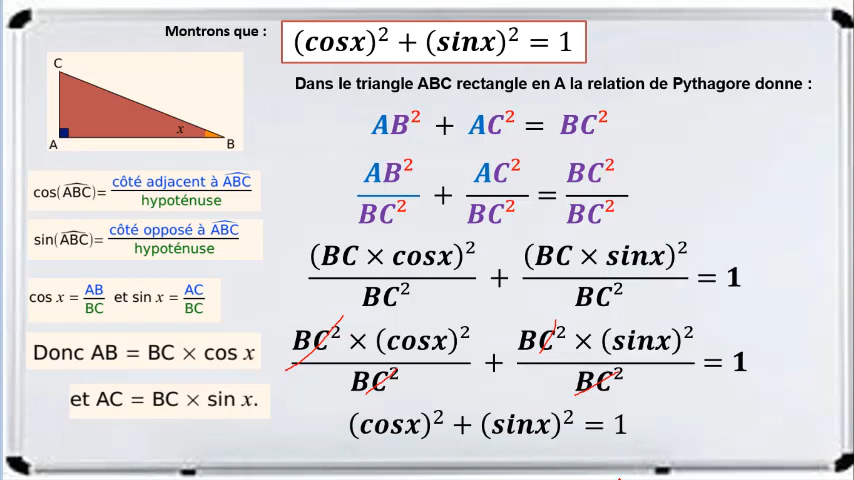 Montrons que : (cosx)² + (sinx)² = 1
C
A
x
B
cos(ABC)= côté adjacent à ABC / hypoténuse
sin(ABC)= côté opposé à ABC / hypoténuse
cos x = AB/BC et sin x = AC/BC
Donc AB = BC × cos x
et AC = BC × sin x.
Dans le triangle ABC rectangle en A la relation de Pythagore donne :
AB² + AC² = BC²
AB²/BC² + AC²/BC² = BC²/BC²
(BC × cosx)²/BC² + (BC × sinx)²/BC² = 1
BC² × (cosx)²/BC² + BC² × (sinx)²/BC² = 1
(cosx)² + (sinx)² = 1